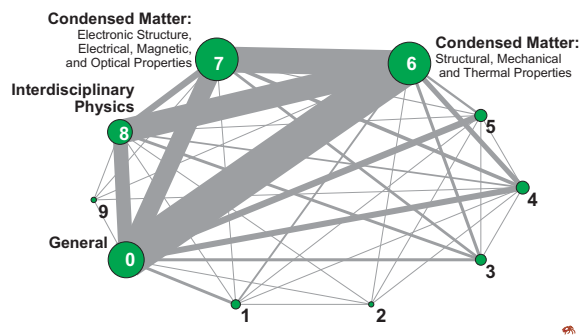 Condensed Matter:
Electronic Structure,
Electrical, Magnetic,
and Optical Properties
7
6
Condensed Matter:
Structural, Mechanical
and Thermal Properties
Interdisciplinary
Physics
8
5
4
9
General
0
3
1
2